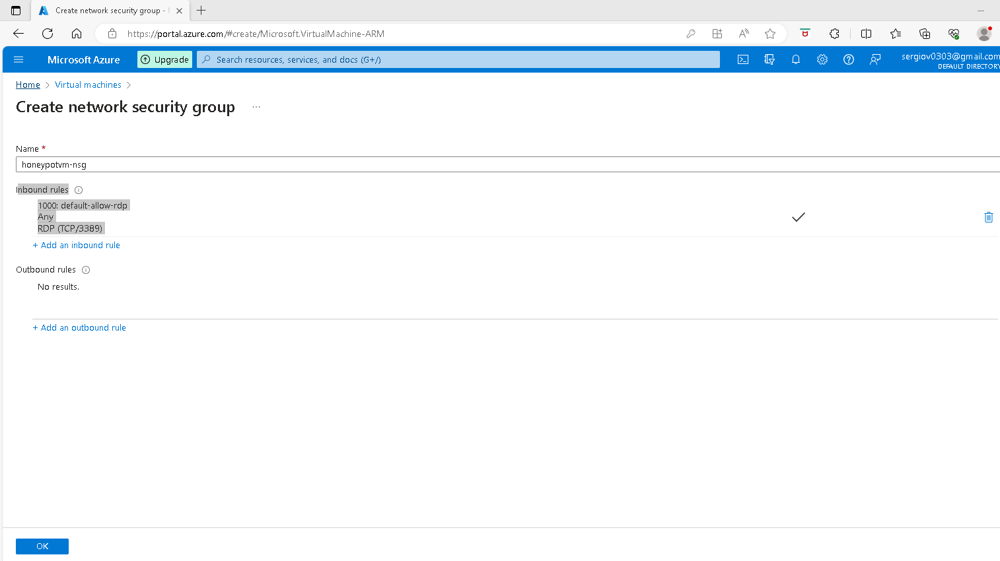 Create network security group -
https://portal.azure.com/#create/Microsoft.VirtualMachine-ARM
Microsoft Azure
Upgrade
Search resources, services, and docs (G+/)
sergiov0303@gmail.com
DEFAULT DIRECTORY
Home > Virtual machines >
Create network security group ...
Name *
honeypotvm-nsg
Inbound rules
1000: default-allow-rdp
Any
RDP (TCP/3389)
+ Add an inbound rule
Outbound rules
No results.
+ Add an outbound rule
OK